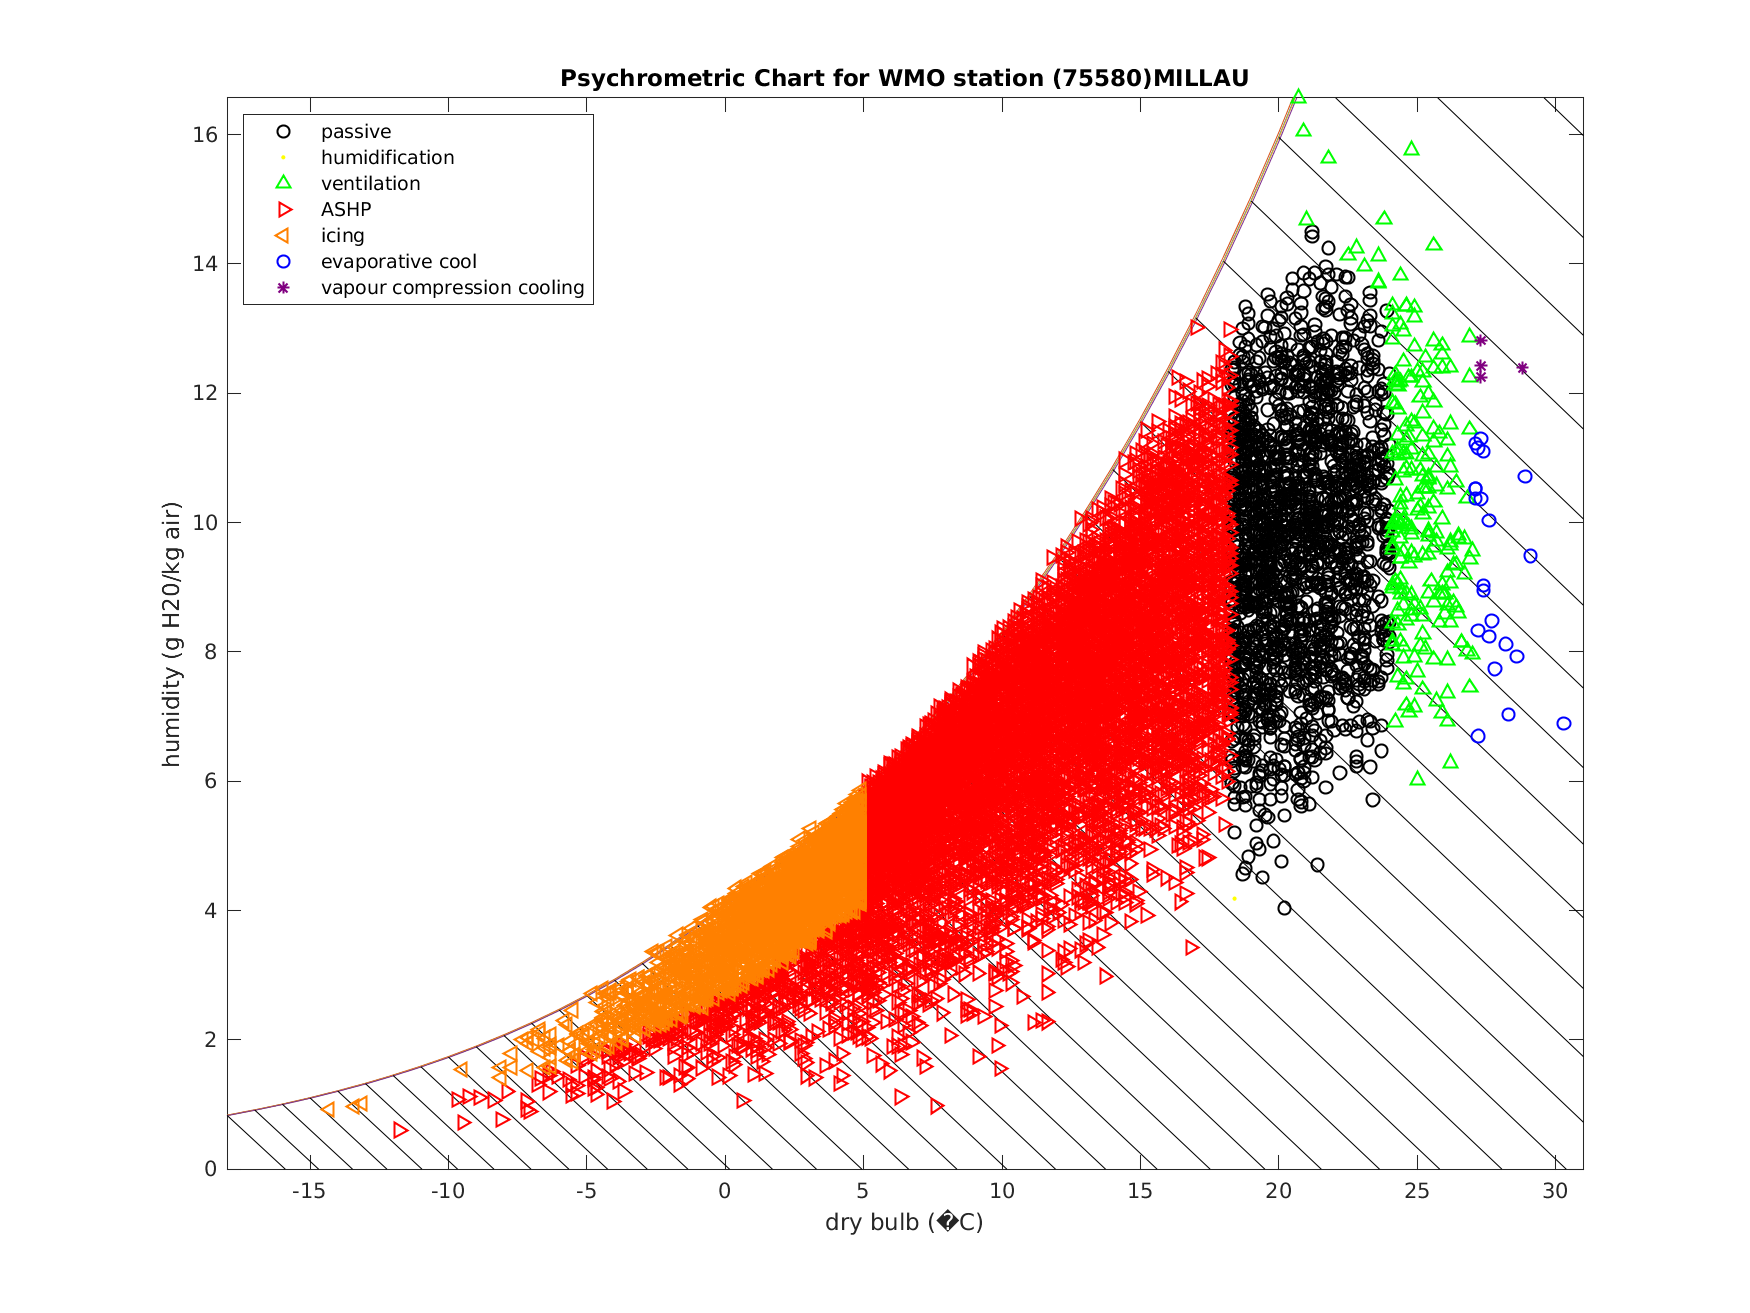 Psychrometric Chart for WMO station (75580)MILLAU
passive
humidification
ventilation
ASHP
icing
evaporative cool
vapour compression cooling
humidity (g H20/kg air)
16
14
12
10
8
6
4
2
0
-15 -10 -5 0 5 10 15 20 25 30
dry bulb (�C)